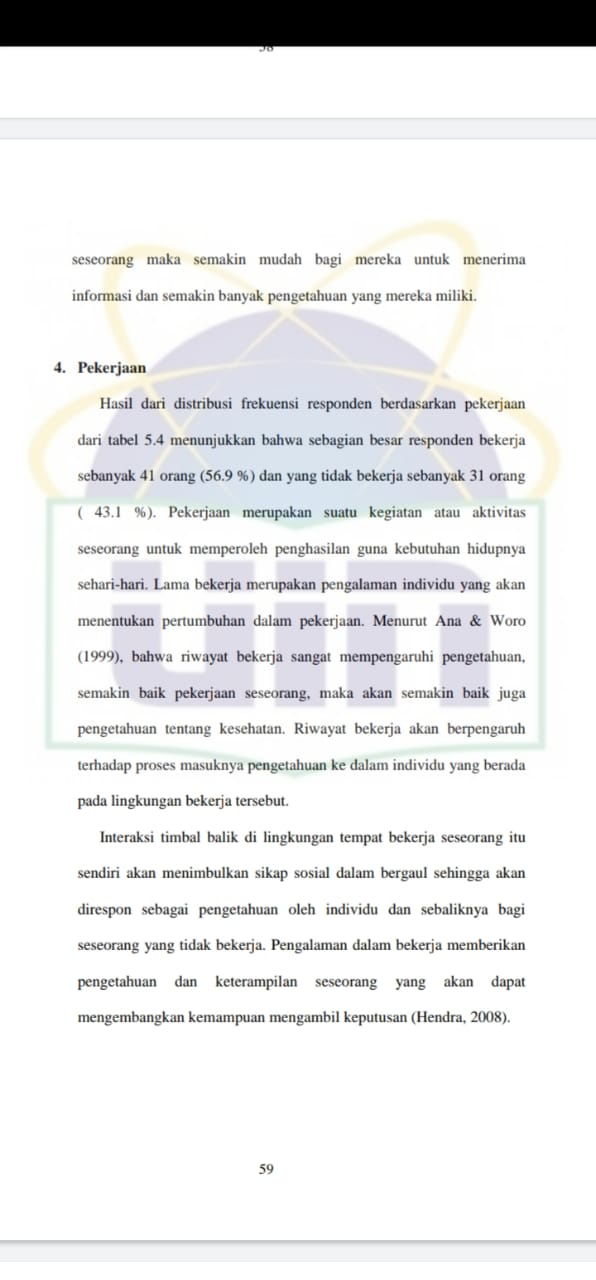 seseorang maka semakin mudah bagi mereka untuk menerima
informasi dan semakin banyak pengetahuan yang mereka miliki.
4. Pekerjaan
Hasil dari distribusi frekuensi responden berdasarkan pekerjaan
dari tabel 5.4 menunjukkan bahwa sebagian besar responden bekerja
sebanyak 41 orang (56.9 %) dan yang tidak bekerja sebanyak 31 orang
( 43.1 %). Pekerjaan merupakan suatu kegiatan atau aktivitas
seseorang untuk memperoleh penghasilan guna kebutuhan hidupnya
sehari-hari. Lama bekerja merupakan pengalaman individu yang akan
menentukan pertumbuhan dalam pekerjaan. Menurut Ana & Woro
(1999), bahwa riwayat bekerja sangat mempengaruhi pengetahuan,
semakin baik pekerjaan seseorang, maka akan semakin baik juga
pengetahuan tentang kesehatan. Riwayat bekerja akan berpengaruh
terhadap proses masuknya pengetahuan ke dalam individu yang berada
pada lingkungan bekerja tersebut.
Interaksi timbal balik di lingkungan tempat bekerja seseorang itu
sendiri akan menimbulkan sikap sosial dalam bergaul sehingga akan
direspon sebagai pengetahuan oleh individu dan sebaliknya bagi
seseorang yang tidak bekerja. Pengalaman dalam bekerja memberikan
pengetahuan dan keterampilan seseorang yang akan dapat
mengembangkan kemampuan mengambil keputusan (Hendra, 2008).
uin
59